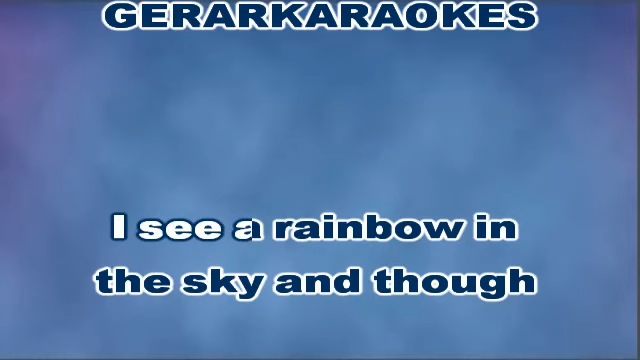 GERARKARAOKES
I see a rainbow in
the sky and though